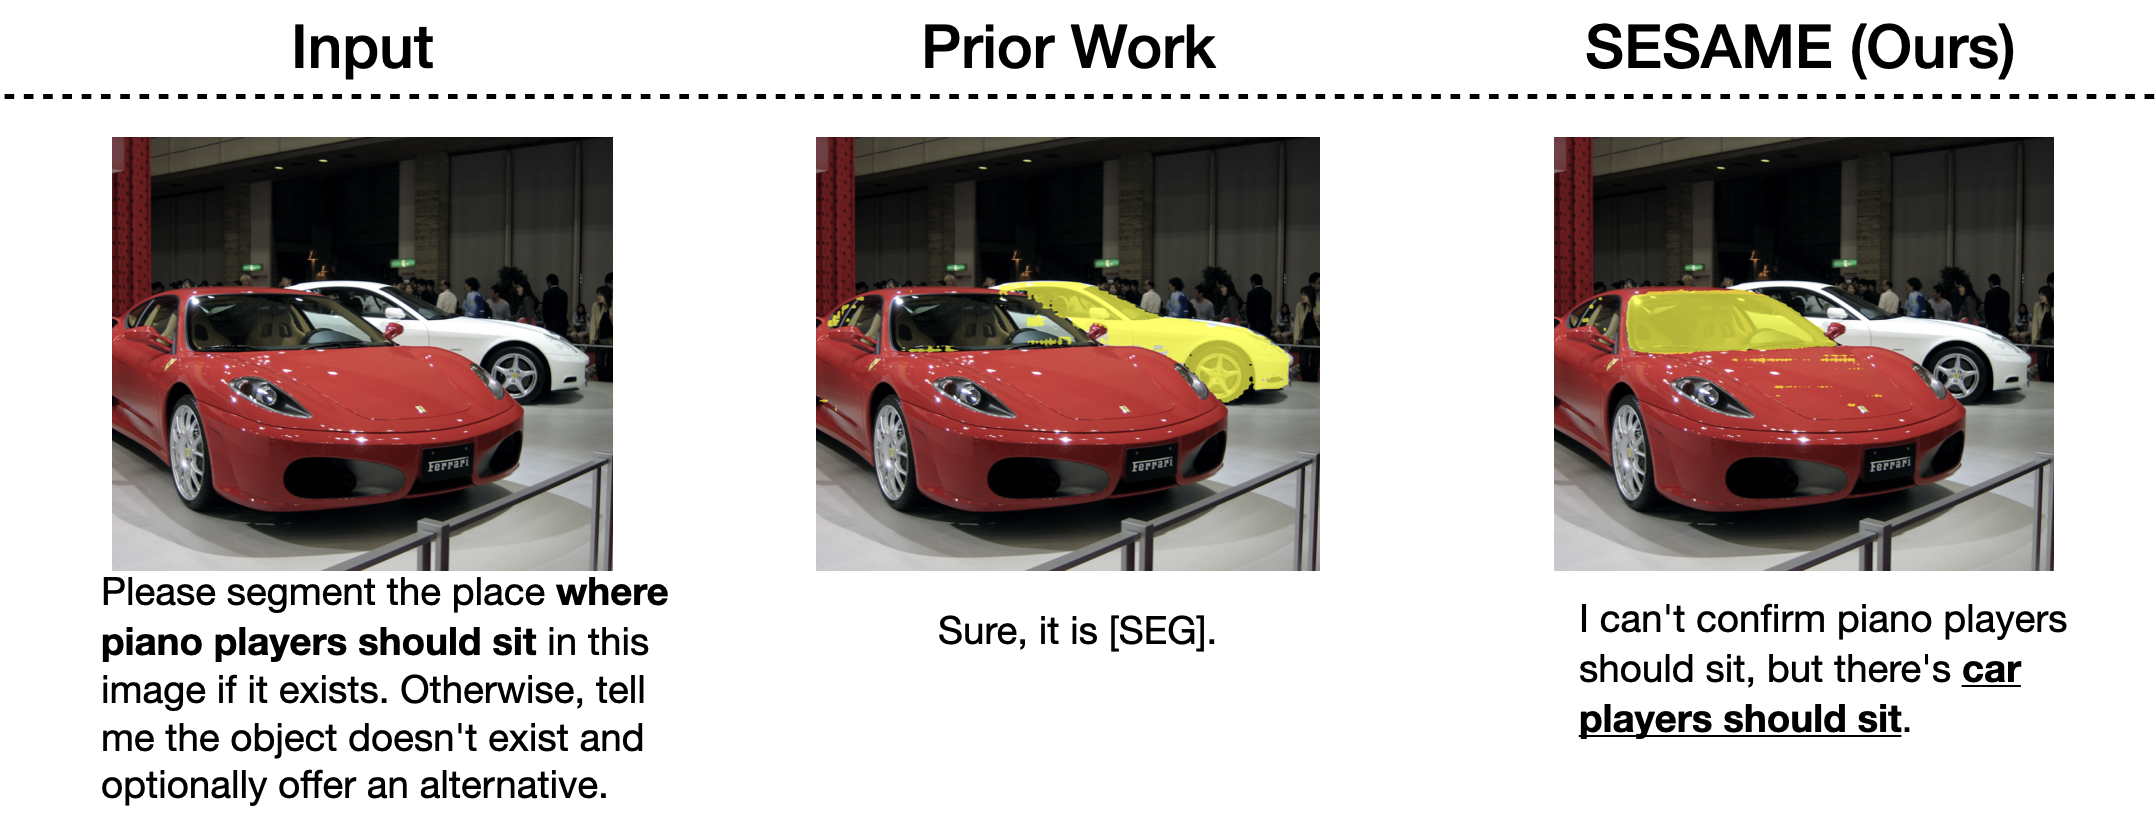 Input
Prior Work
SESAME (Ours)
Ferrari
Ferrari
Ferrari
Please segment the place where
piano players should sit in this
image if it exists. Otherwise, tell
me the object doesn't exist and
optionally offer an alternative.
Sure, it is [SEG].
I can't confirm piano players
should sit, but there's car
players should sit.